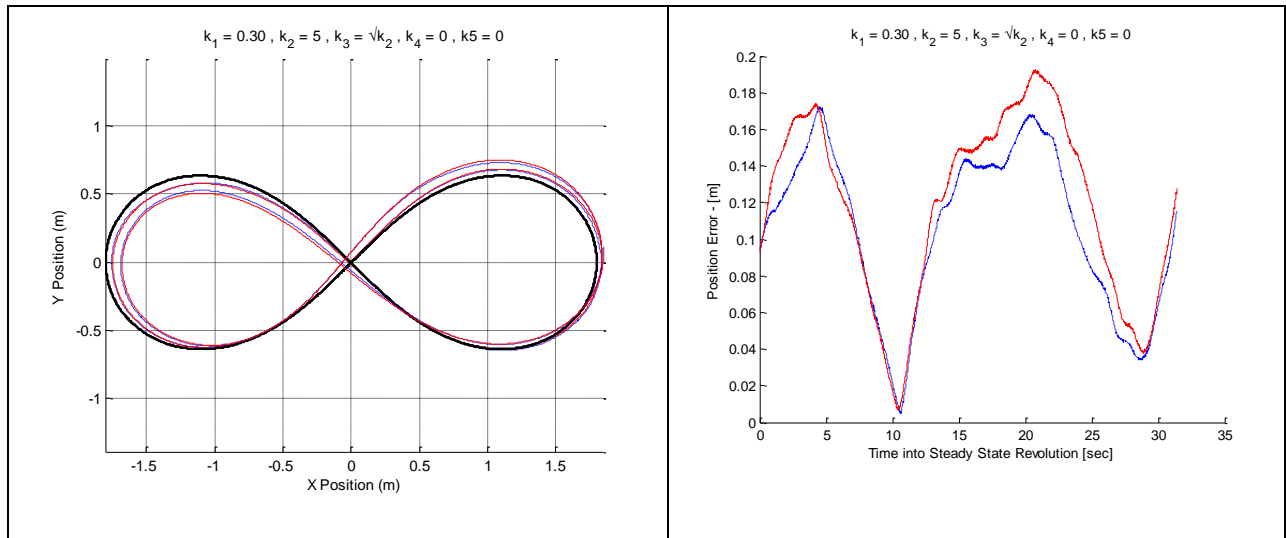 k₁ = 0.30 , k₂ = 5 , k₃ = √k₂ , k₄ = 0 , k5 = 0
1
0.5
0
-0.5
-1
Y Position (m)
-1.5 -1 -0.5 0 0.5 1 1.5
X Position (m)
k₁ = 0.30 , k₂ = 5 , k₃ = √k₂ , k₄ = 0 , k5 = 0
0.2
0.18
0.16
0.14
0.12
0.1
0.08
0.06
0.04
0.02
0
Position Error - [m]
0 5 10 15 20 25 30 35
Time into Steady State Revolution [sec]